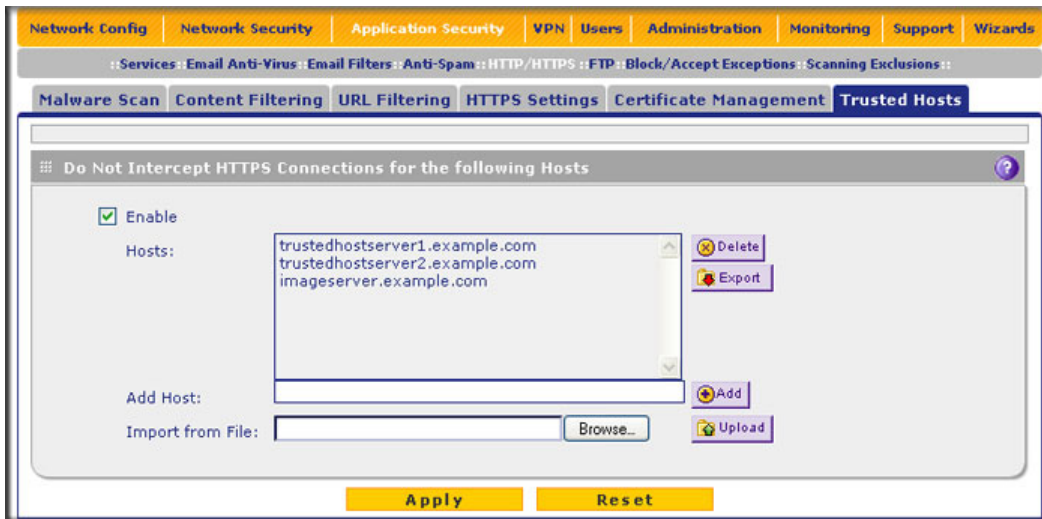 Network Config Network Security Application Security VPN Users Administration Monitoring Support Wizards
::Services::Email Anti-Virus::Email Filters::Anti-Spam::HTTP/HTTPS::FTP::Block/Accept Exceptions::Scanning Exclusions::
Malware Scan Content Filtering URL Filtering HTTPS Settings Certificate Management Trusted Hosts
Do Not Intercept HTTPS Connections for the following Hosts ?
Enable
Hosts:
trustedhostserver1.example.com
trustedhostserver2.example.com
imageserver.example.com
Delete
Export
Add Host: Add
Import from File: Browse... Upload
Apply Reset